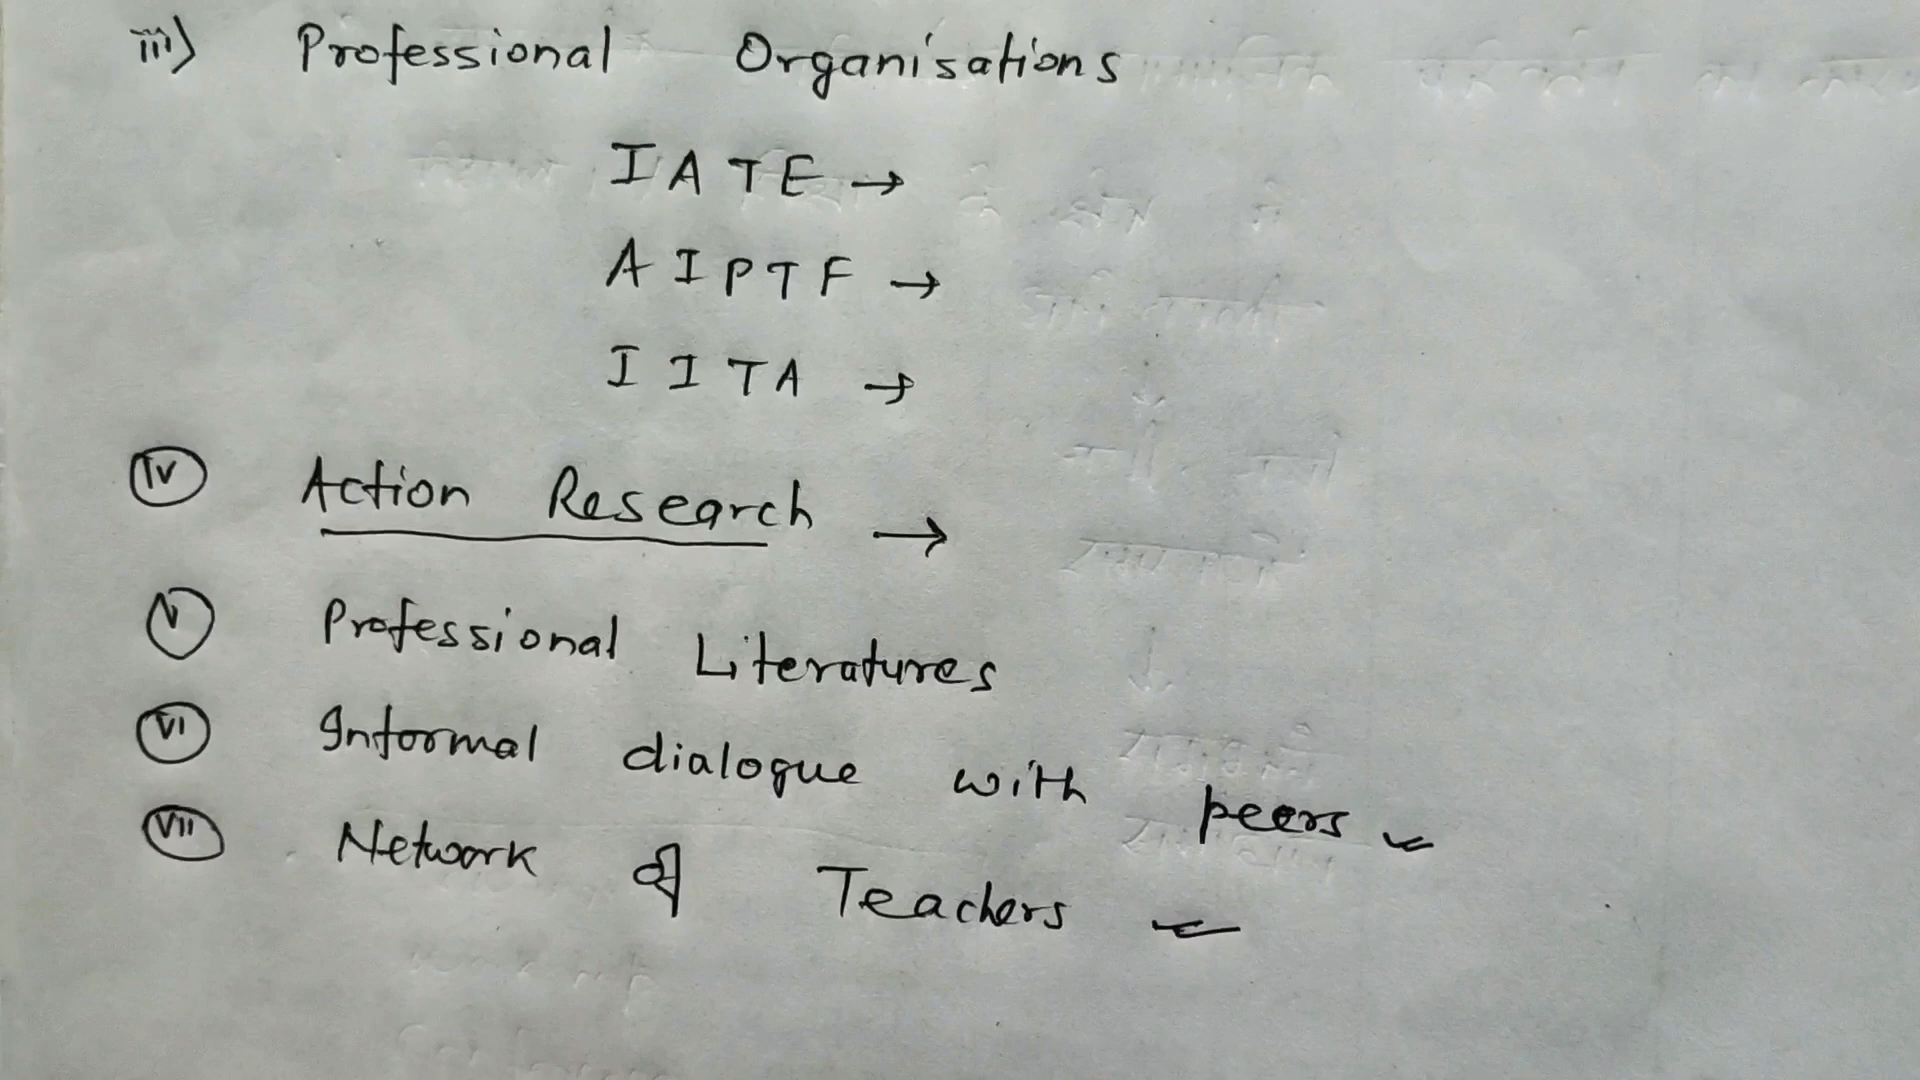 iii) Professional Organisations
IATE →
AIPTF →
IITA →
iv Action Research →
v Professional Literatures
vi Informal dialogue with peers
vii Network of Teachers